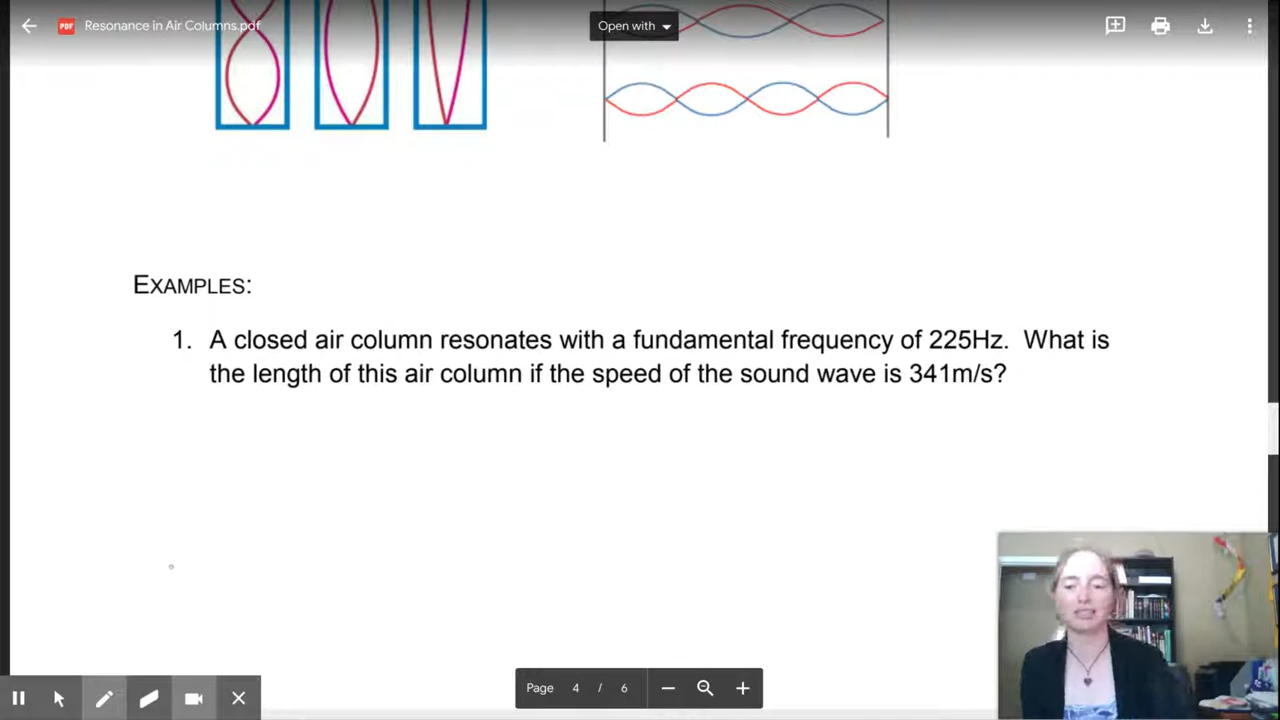 Resonance in Air Columns.pdf
PDF
Open with
EXAMPLES:
1. A closed air column resonates with a fundamental frequency of 225Hz. What is
the length of this air column if the speed of the sound wave is 341m/s?
Page 4 / 6